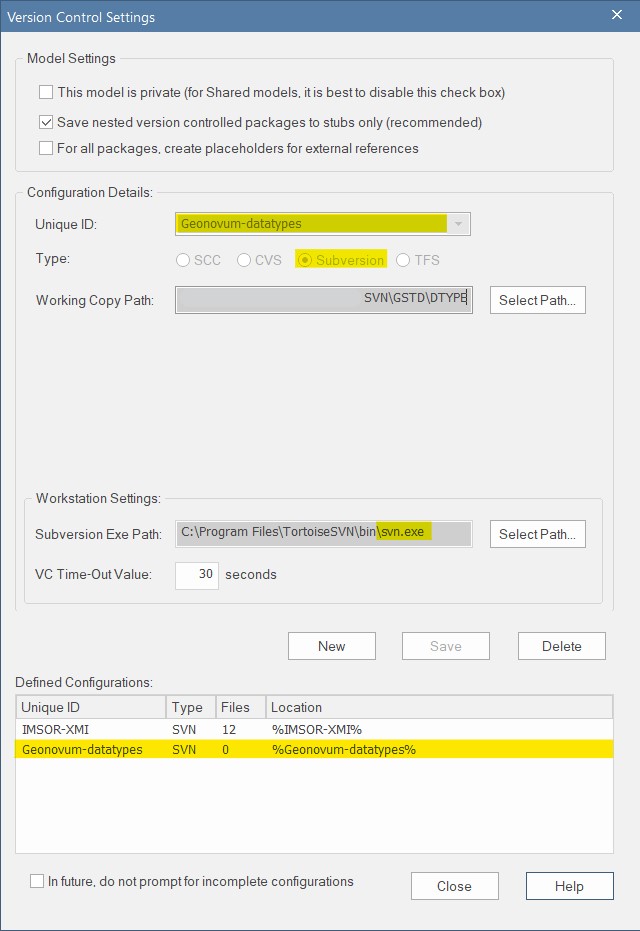 Version Control Settings
Model Settings
This model is private (for Shared models, it is best to disable this check box)
Save nested version controlled packages to stubs only (recommended)
For all packages, create placeholders for external references
Configuration Details:
Unique ID: Geonovum-datatypes
Type: SCC CVS Subversion TFS
Working Copy Path: SVN\GSTD\DTYPE Select Path...
Workstation Settings:
Subversion Exe Path: C:\Program Files\TortoiseSVN\bin\svn.exe Select Path...
VC Time-Out Value: 30 seconds
New Save Delete
Defined Configurations:
Unique ID Type Files Location
IMSOR-XMI SVN 12 %IMSOR-XMI%
Geonovum-datatypes SVN 0 %Geonovum-datatypes%
In future, do not prompt for incomplete configurations
Close Help